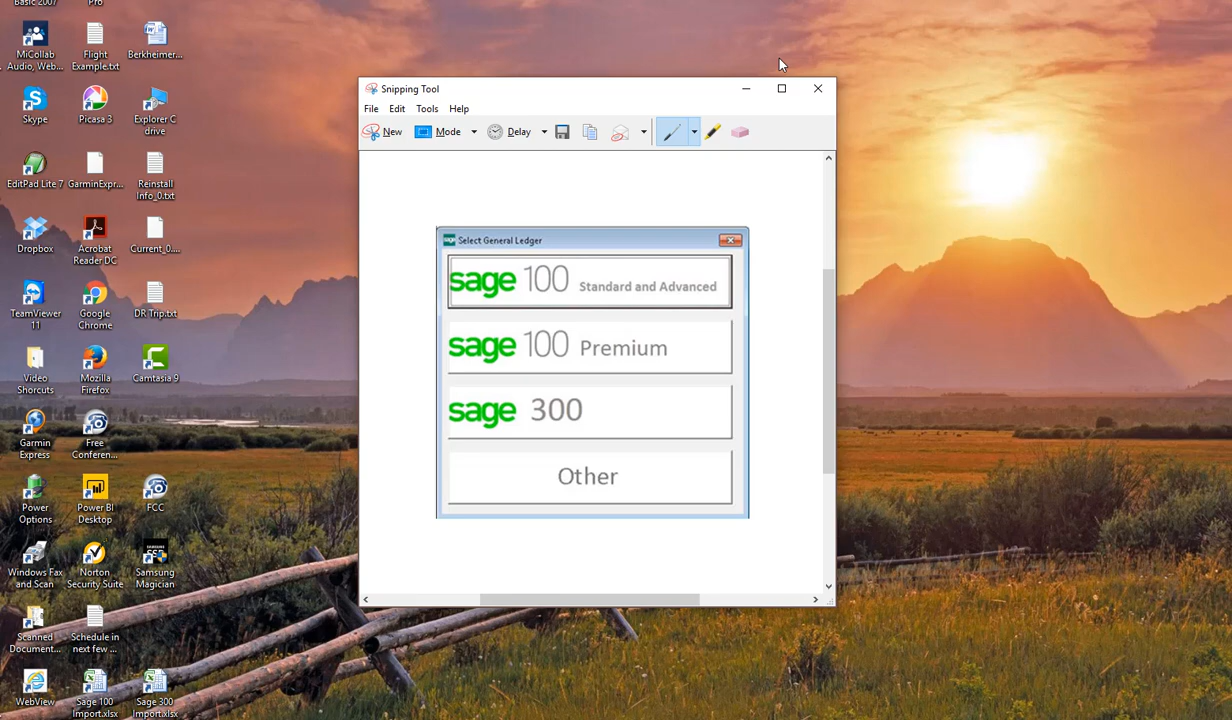 Basic 2007
Pro
MiCollab
Audio, Web...
Flight
Example.txt
Berkheimer...
Skype
Picasa 3
Explorer C
drive
EditPad Lite 7
GarminExpr...
Reinstall
Info_0.txt
Dropbox
Acrobat
Reader DC
Current_0....
TeamViewer
11
Google
Chrome
DR Trip.txt
Video
Shorcuts
Mozilla
Firefox
Camtasia 9
Garmin
Express
Free
Conferen...
Power
Options
Power BI
Desktop
FCC
Windows Fax
and Scan
Norton
Security Suite
SSD
Samsung
Magician
Scanned
Document...
Schedule in
next few ...
WebView
Sage 100
Import.xlsx
Sage 300
Import.xlsx
Snipping Tool
File Edit Tools Help
New Mode Delay
sage Select General Ledger
sage 100 Standard and Advanced
sage 100 Premium
sage 300
Other